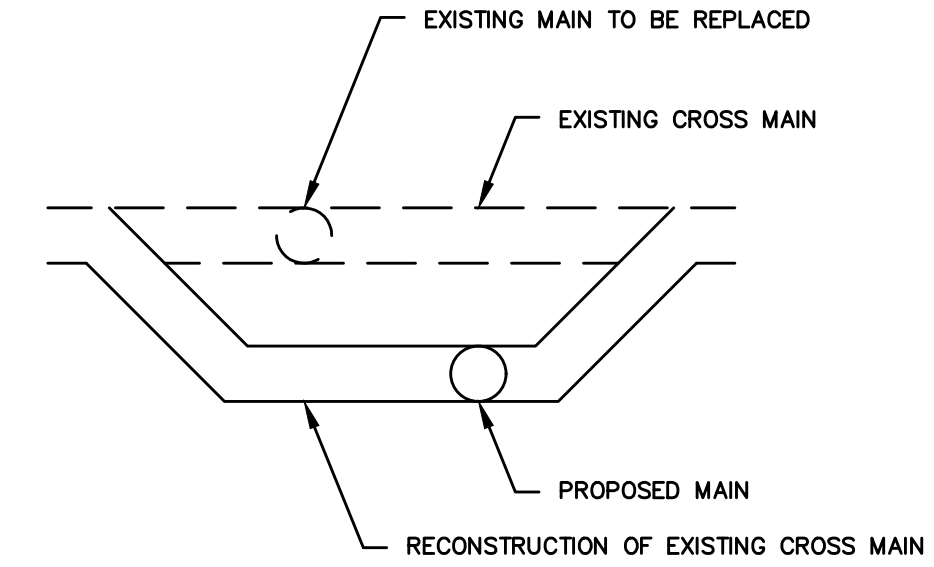 EXISTING MAIN TO BE REPLACED
EXISTING CROSS MAIN
PROPOSED MAIN
RECONSTRUCTION OF EXISTING CROSS MAIN